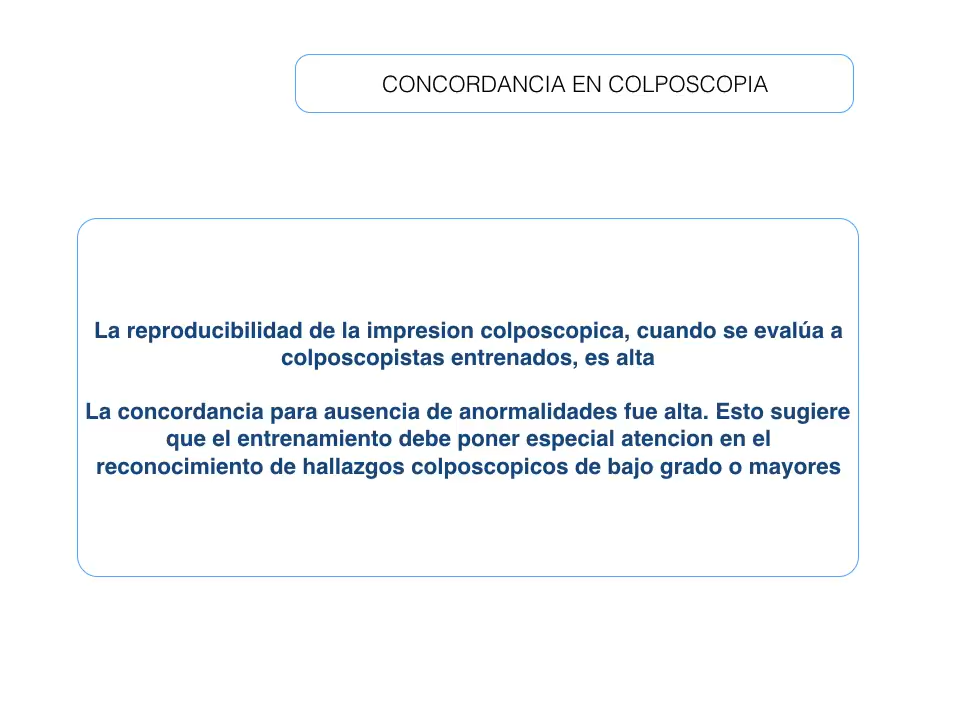 CONCORDANCIA EN COLPOSCOPIA
La reproducibilidad de la impresion colposcopica, cuando se evalúa a
colposcopistas entrenados, es alta
La concordancia para ausencia de anormalidades fue alta. Esto sugiere
que el entrenamiento debe poner especial atencion en el
reconocimiento de hallazgos colposcopicos de bajo grado o mayores